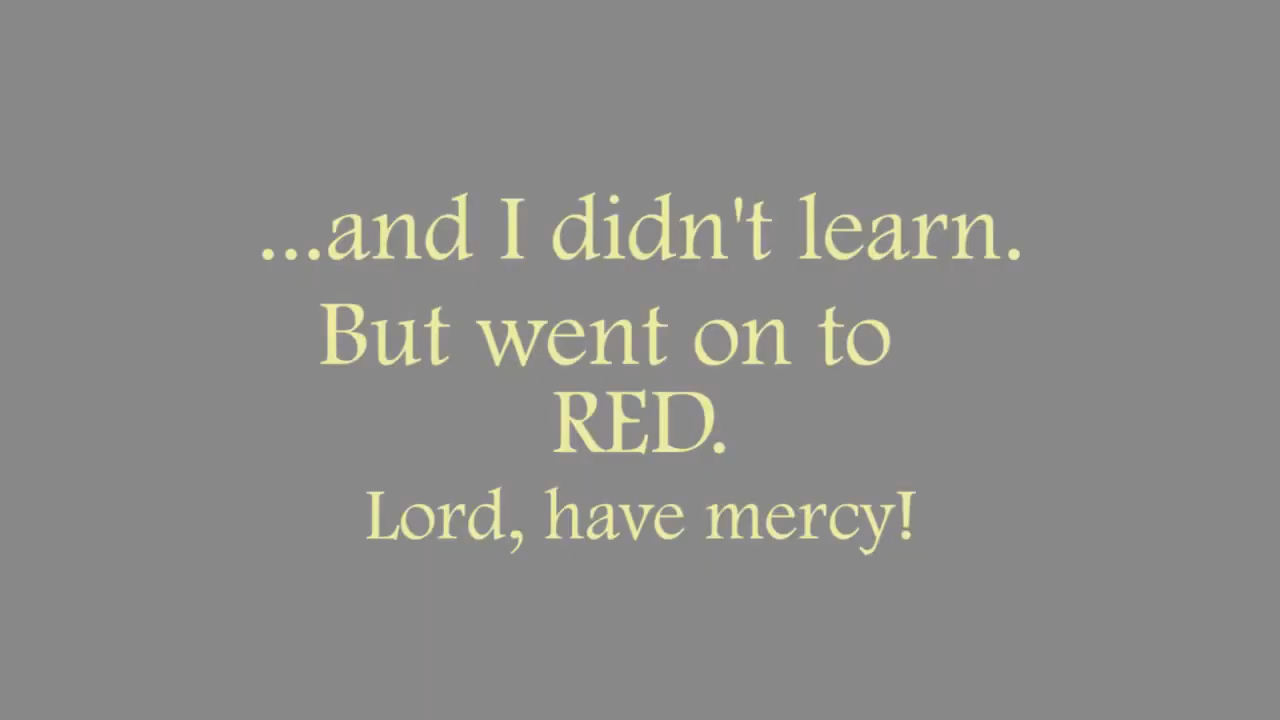 ...and I didn't learn.
But went on to
RED.
Lord, have mercy!